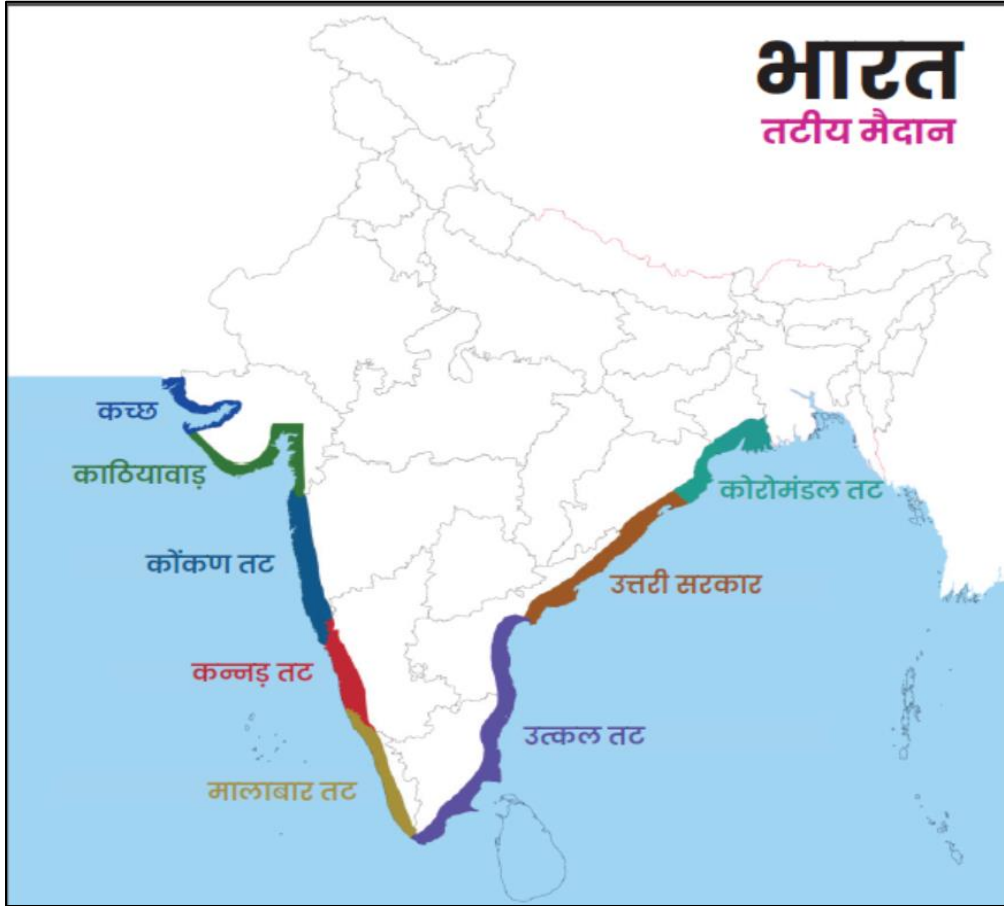 भारत
तटीय मैदान
कच्छ
काठियावाड़
कोरोमंडल तट
कोंकण तट
उत्तरी सरकार
कन्नड़ तट
उत्कल तट
मालाबार तट